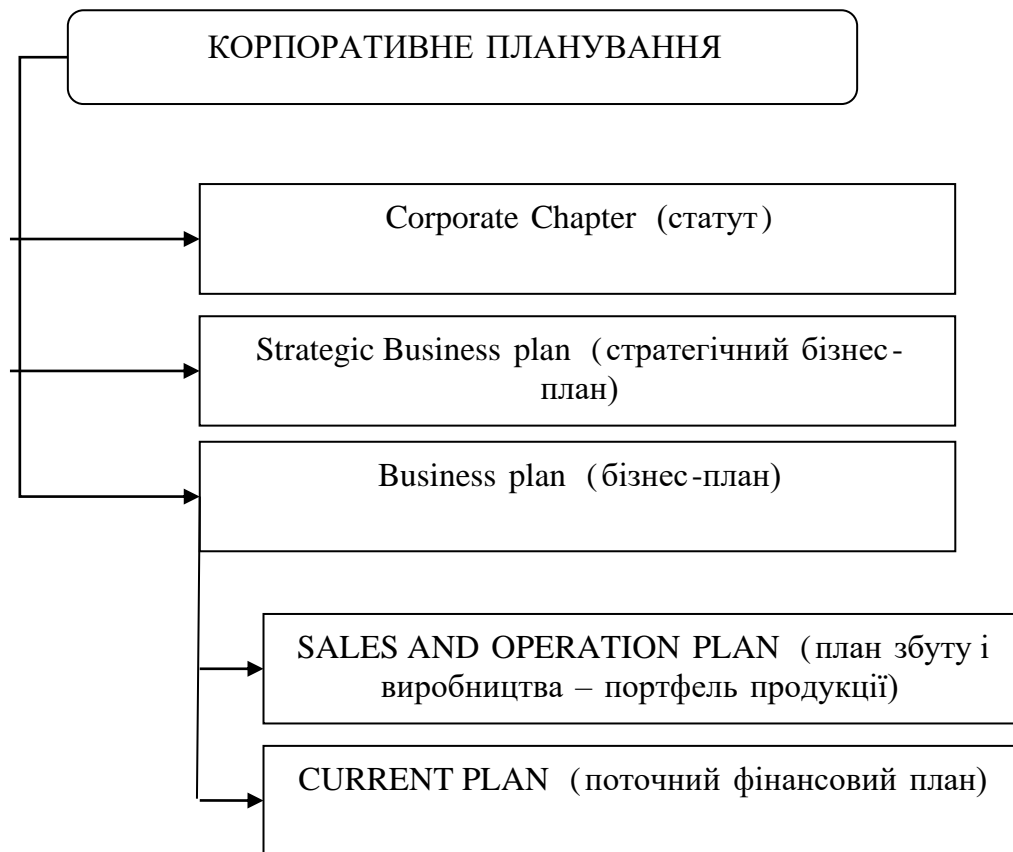 КОРПОРАТИВНЕ ПЛАНУВАННЯ
Corporate Chapter (статут)
Strategic Business plan (стратегічний бізнес-
план)
Business plan (бізнес-план)
SALES AND OPERATION PLAN (план збуту і
виробництва – портфель продукції)
CURRENT PLAN (поточний фінансовий план)